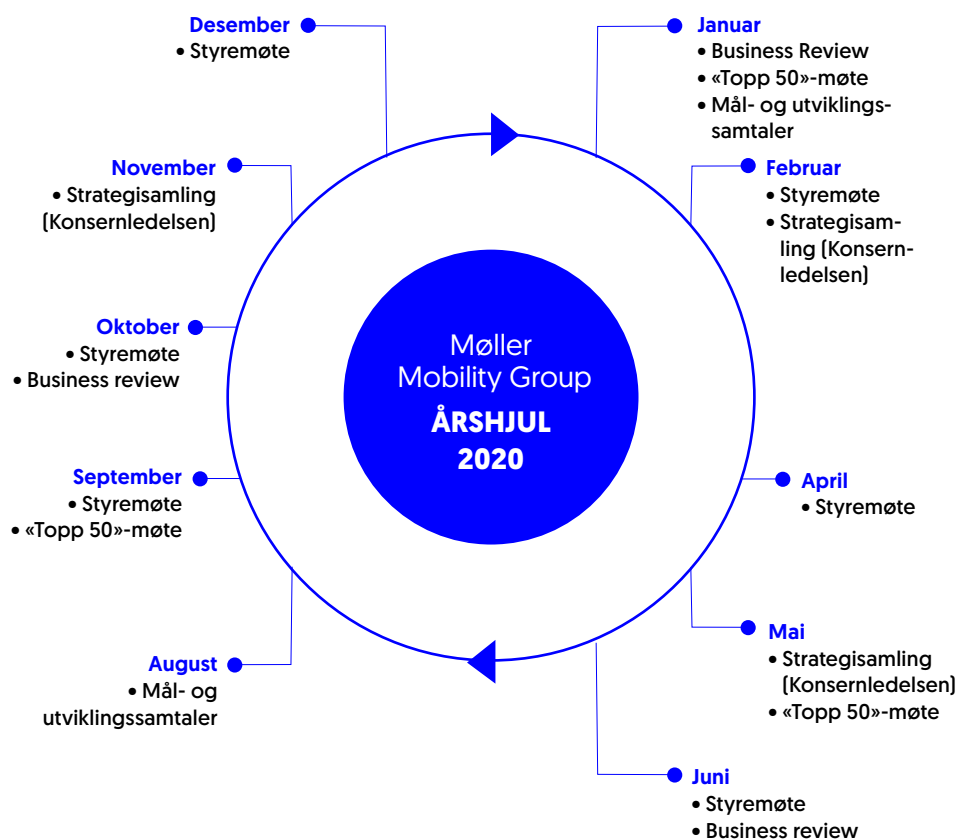 Desember
• Styremøte
Januar
• Business Review
• «Topp 50»-møte
• Mål- og utviklings-
samtaler
November
• Strategisamling
(Konsernledelsen)
Februar
• Styremøte
• Strategisam-
ling (Konsern-
ledelsen)
Oktober
• Styremøte
• Business review
Møller
Mobility Group
ÅRSHJUL
2020
September
• Styremøte
• «Topp 50»-møte
April
• Styremøte
August
• Mål- og
utviklingssamtaler
Mai
• Strategisamling
(Konsernledelsen)
• «Topp 50»-møte
Juni
• Styremøte
• Business review